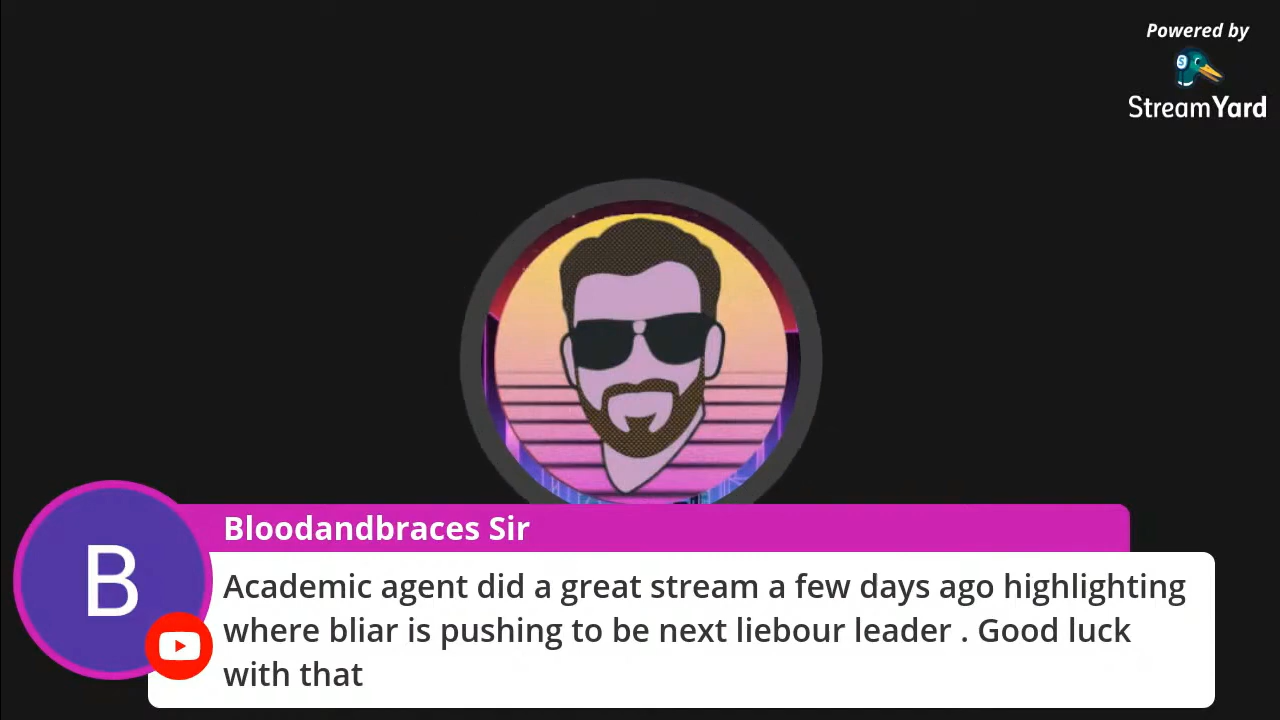 Powered by
S
StreamYard
Bloodandbraces Sir
B
Academic agent did a great stream a few days ago highlighting
where bliar is pushing to be next liebour leader . Good luck
with that